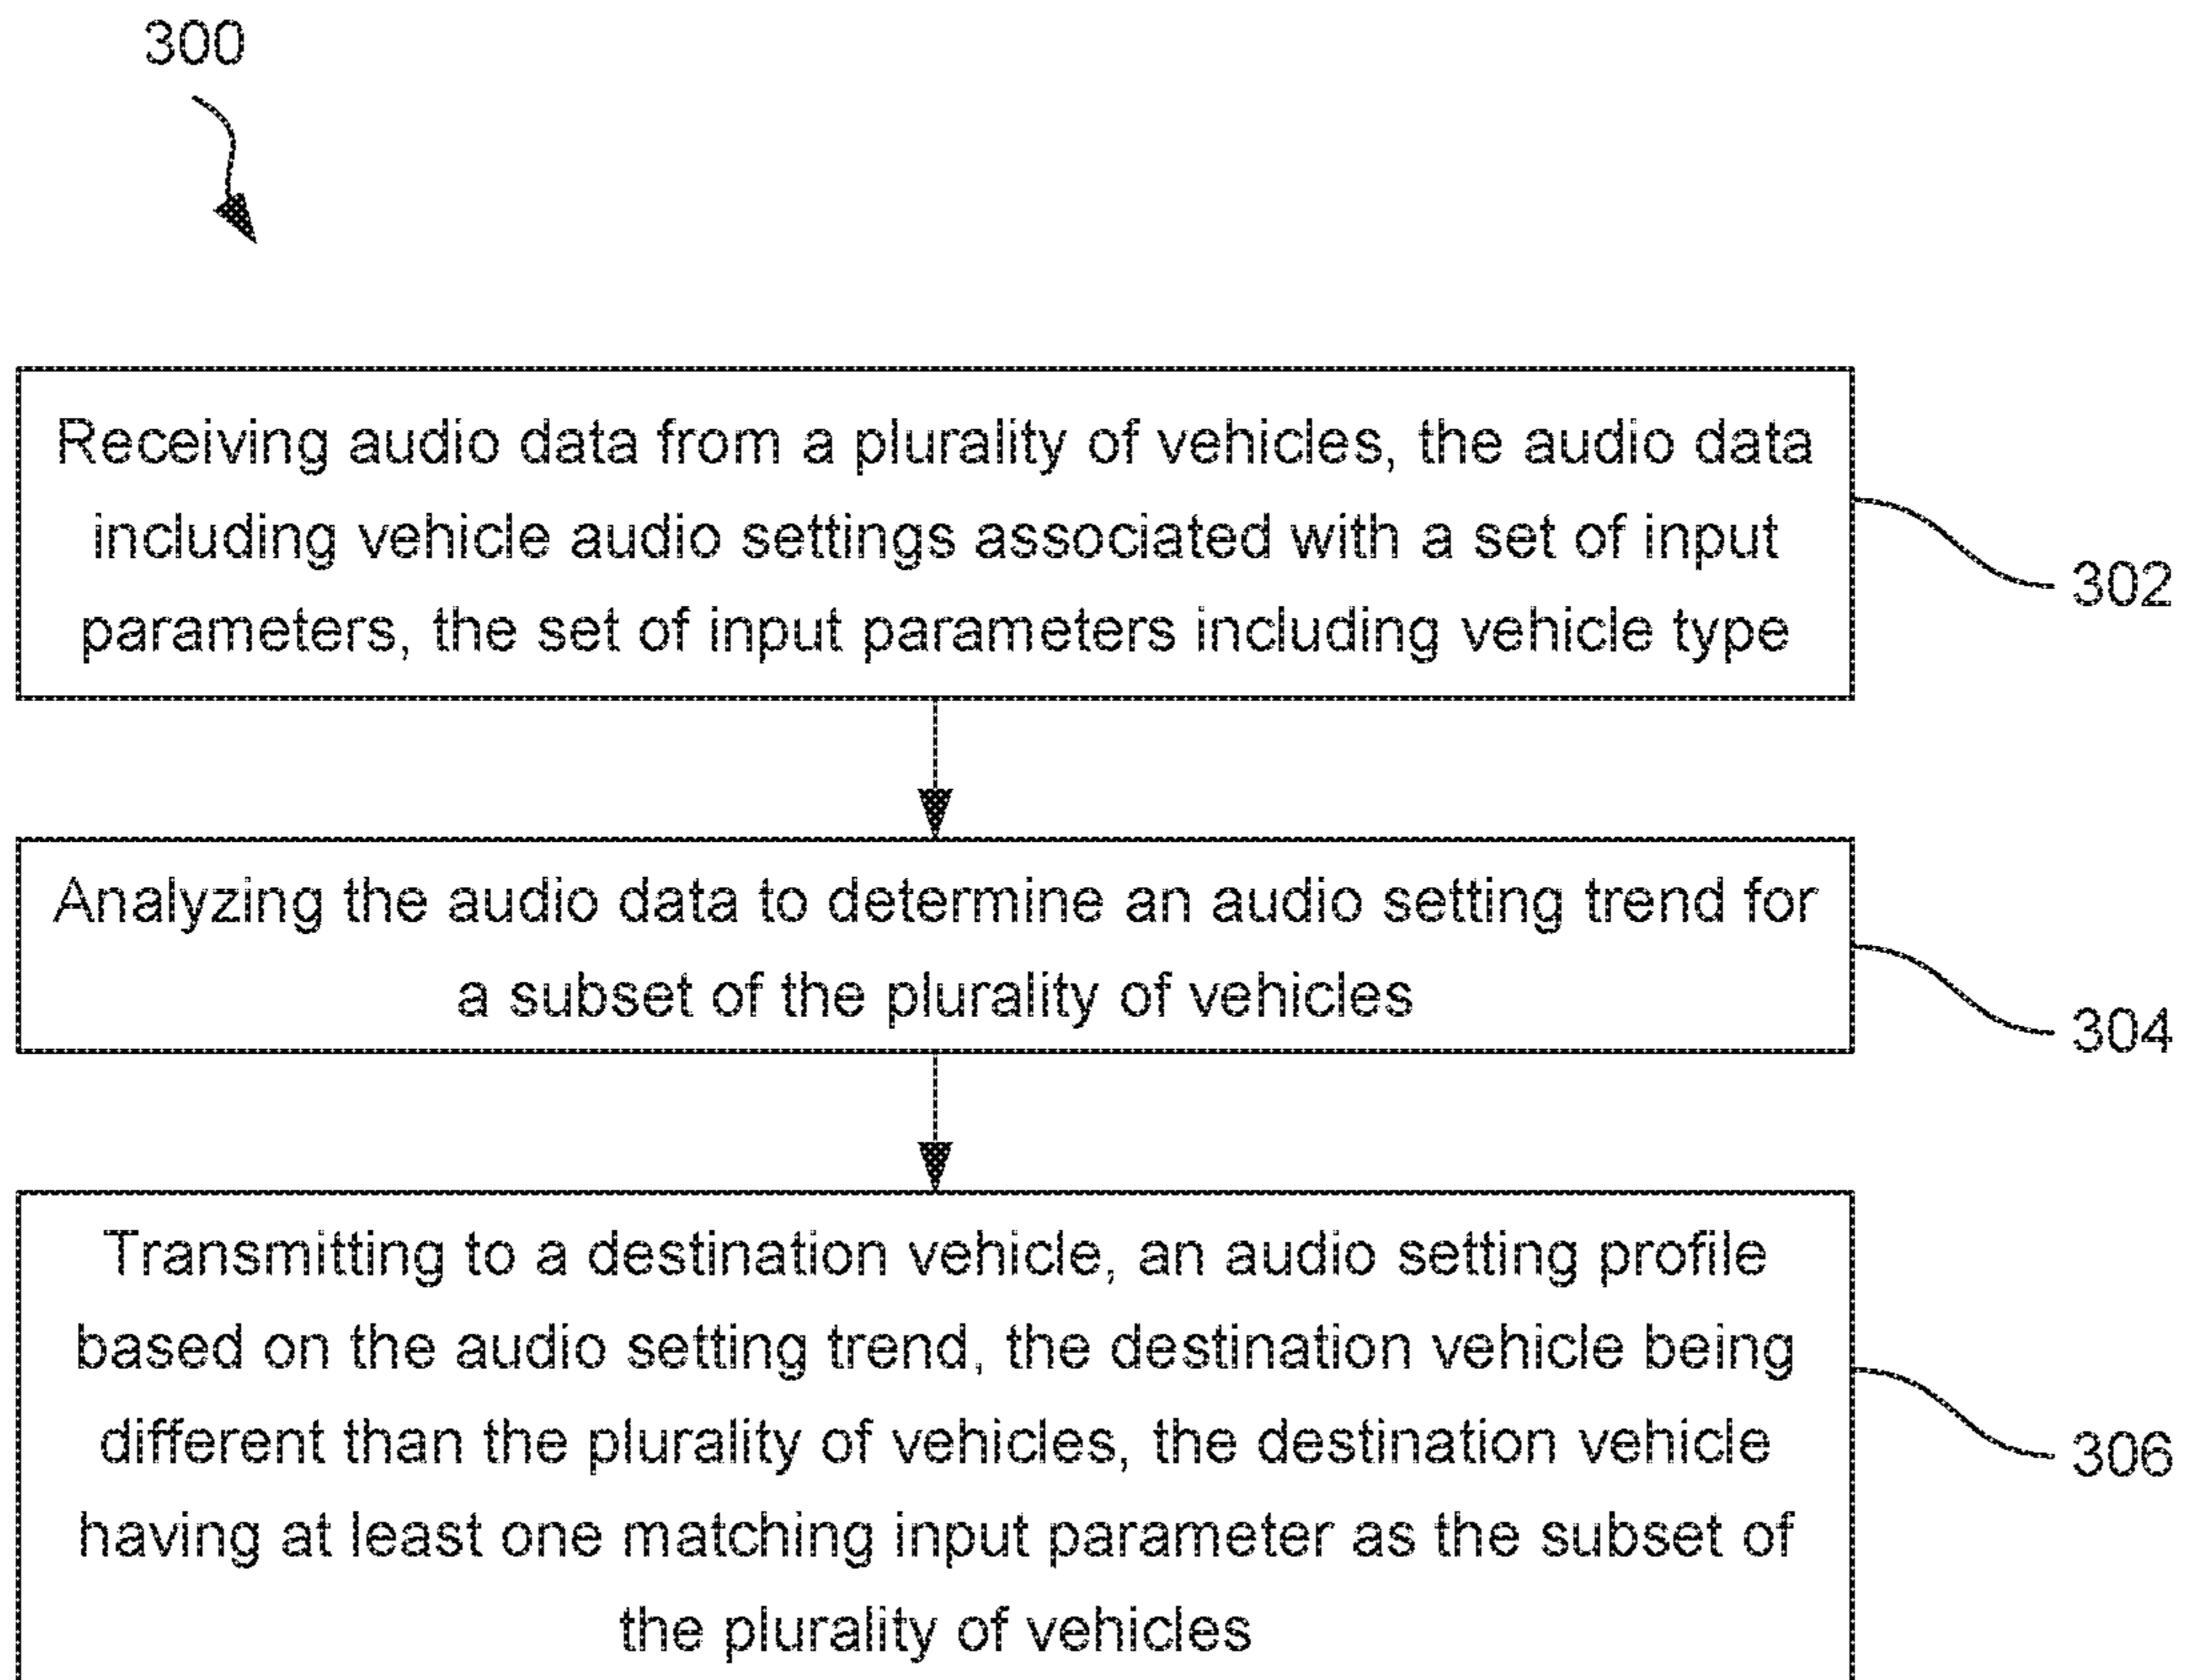 300
Receiving audio data from a plurality of vehicles, the audio data
including vehicle audio settings associated with a set of input
parameters, the set of input parameters including vehicle type
302
Analyzing the audio data to determine an audio setting trend for
a subset of the plurality of vehicles
304
Transmitting to a destination vehicle, an audio setting profile
based on the audio setting trend, the destination vehicle being
different than the plurality of vehicles, the destination vehicle
having at least one matching input parameter as the subset of
the plurality of vehicles
306